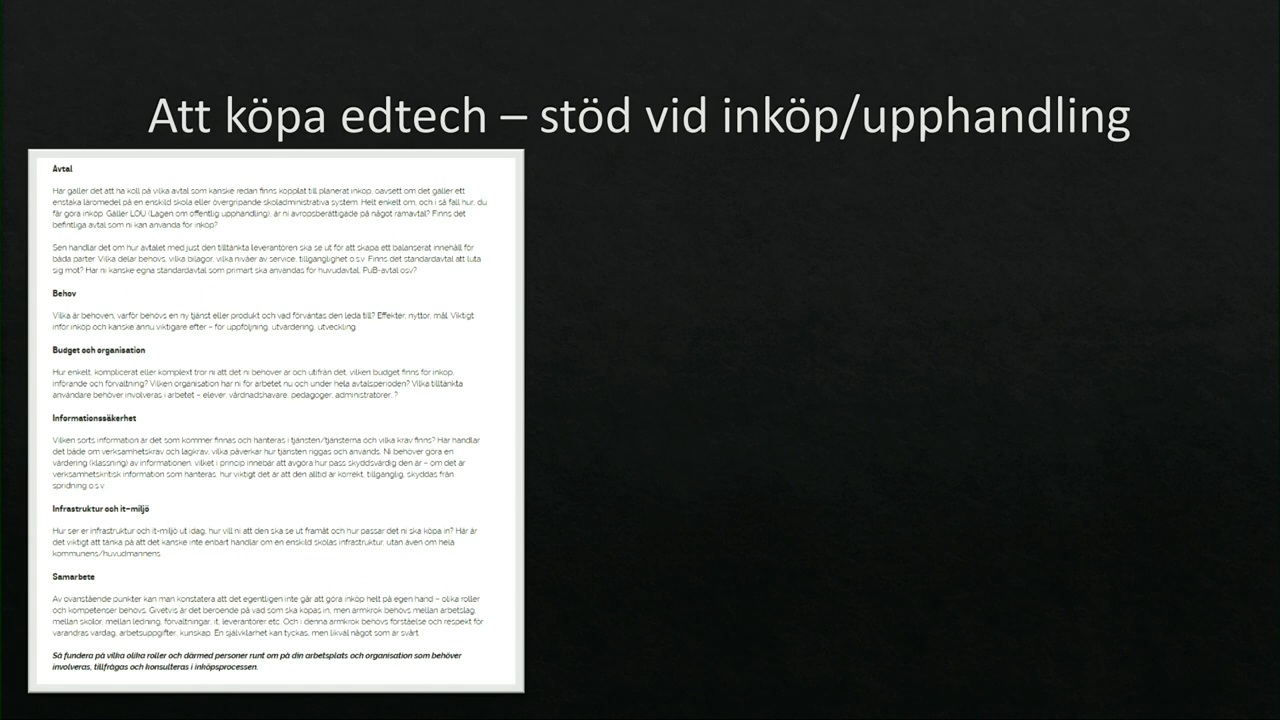 Att köpa edtech – stöd vid inköp/upphandling
Avtal
Här gäller det att ha koll på vilka avtal som kanske redan finns kopplat till planerat inköp, oavsett om det gäller ett
enstaka läromedel på en enskild skola eller övergripande skoladministrativa system. Helt enkelt om, och i så fall hur, du
får göra inköp. Gäller LOU (Lagen om offentlig upphandling), är ni avropsberättigade på något ramavtal? Finns det
befintliga avtal som ni kan använda för inköp?
Sen handlar det om hur avtalet med just den tilltänkta leverantören ska se ut för att skapa ett balanserat innehåll för
båda parter. Vilka delar behövs, vilka bilagor, vilka nivåer av service, tillgänglighet o.s.v. Finns det standardavtal att luta
sig mot? Har ni kanske egna standardavtal som primärt ska användas för huvudavtal, PuB-avtal osv?
Behov
Vilka är behoven, varför behövs en ny tjänst eller produkt och vad förväntas den leda till? Effekter, nyttor, mål. Viktigt
inför inköp och kanske ännu viktigare efter – för uppföljning, utvärdering, utveckling.
Budget och organisation
Hur enkelt, komplicerat eller komplext tror ni att det ni behöver är och utifrån det, vilken budget finns för inköp,
införande och förvaltning? Vilken organisation har ni för arbetet nu och under hela avtalsperioden? Vilka tilltänkta
användare behöver involveras i arbetet – elever, vårdnadshavare, pedagoger, administratörer…?
Informationssäkerhet
Vilken sorts information är det som kommer finnas och hanteras i tjänsten/tjänsterna och vilka krav finns? Här handlar
det både om verksamhetskrav och lagkrav, vilka påverkar hur tjänsten riggas och används. Ni behöver göra en
värdering (klassning) av informationen, vilket i princip innebär att avgöra hur pass skyddsvärdig den är – om det är
verksamhetskritisk information som hanteras, hur viktigt det är att den alltid är korrekt, tillgänglig, skyddas från
spridning o.s.v.
Infrastruktur och it-miljö
Hur ser er infrastruktur och it-miljö ut idag, hur vill ni att den ska se ut framåt och hur passar det ni ska köpa in? Här är
det viktigt att tänka på att det kanske inte enbart handlar om en enskild skolas infrastruktur, utan även om hela
kommunens/huvudmannens.
Samarbete
Av ovanstående punkter kan man konstatera att det egentligen inte går att göra inköp helt på egen hand – olika roller
och kompetenser behövs. Givetvis är det beroende på vad som ska köpas in, men armkrok behövs mellan arbetslag,
mellan skolor, mellan ledning, förvaltningar, it, leverantörer etc. Och i denna armkrok behövs förståelse och respekt för
varandras vardag, arbetsuppgifter, kunskap. En självklarhet kan tyckas, men likväl något som är svårt.
Så fundera på vilka olika roller och därmed personer runt om på din arbetsplats och organisation som behöver
involveras, tillfrågas och konsulteras i inköpsprocessen.